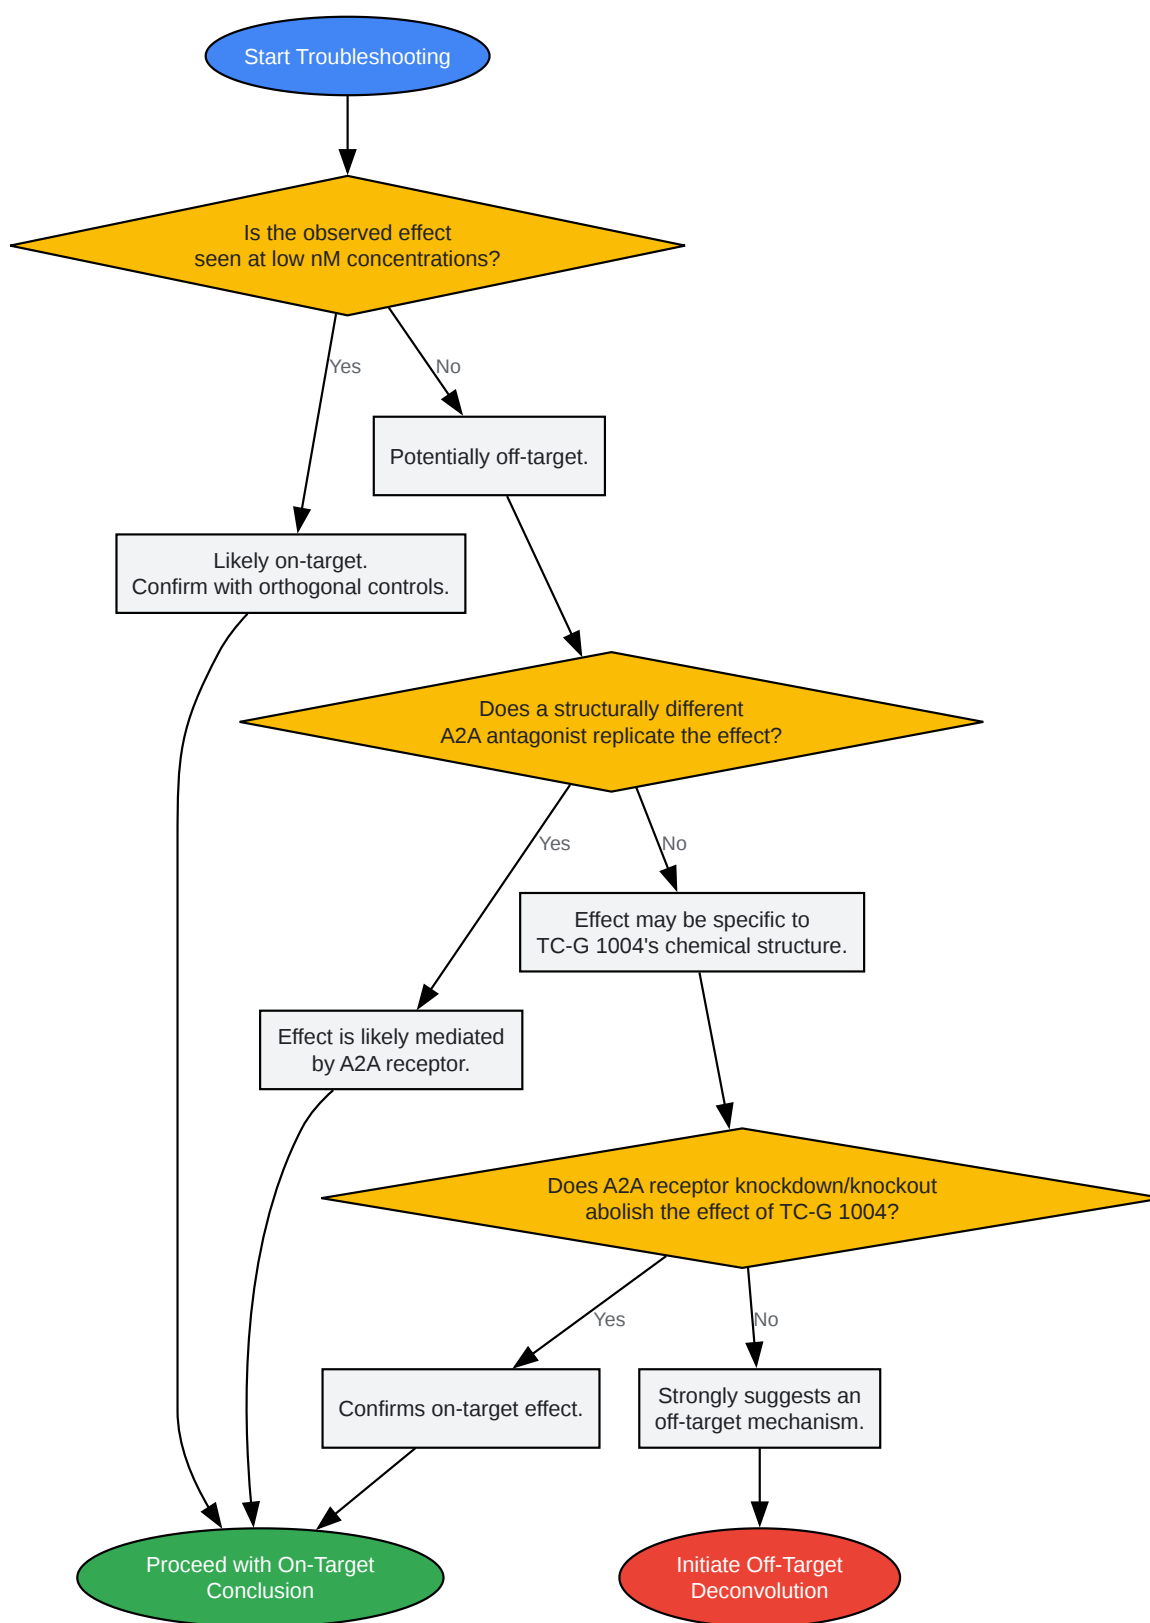 Start Troubleshooting
Is the observed effect
seen at low nM concentrations?
Yes
No
Potentially off-target.
Likely on-target.
Confirm with orthogonal controls.
Does a structurally different
A2A antagonist replicate the effect?
Yes
No
Effect may be specific to
TC-G 1004's chemical structure.
Effect is likely mediated
by A2A receptor.
Does A2A receptor knockdown/knockout
abolish the effect of TC-G 1004?
Yes
No
Confirms on-target effect.
Strongly suggests an
off-target mechanism.
Proceed with On-Target
Conclusion
Initiate Off-Target
Deconvolution